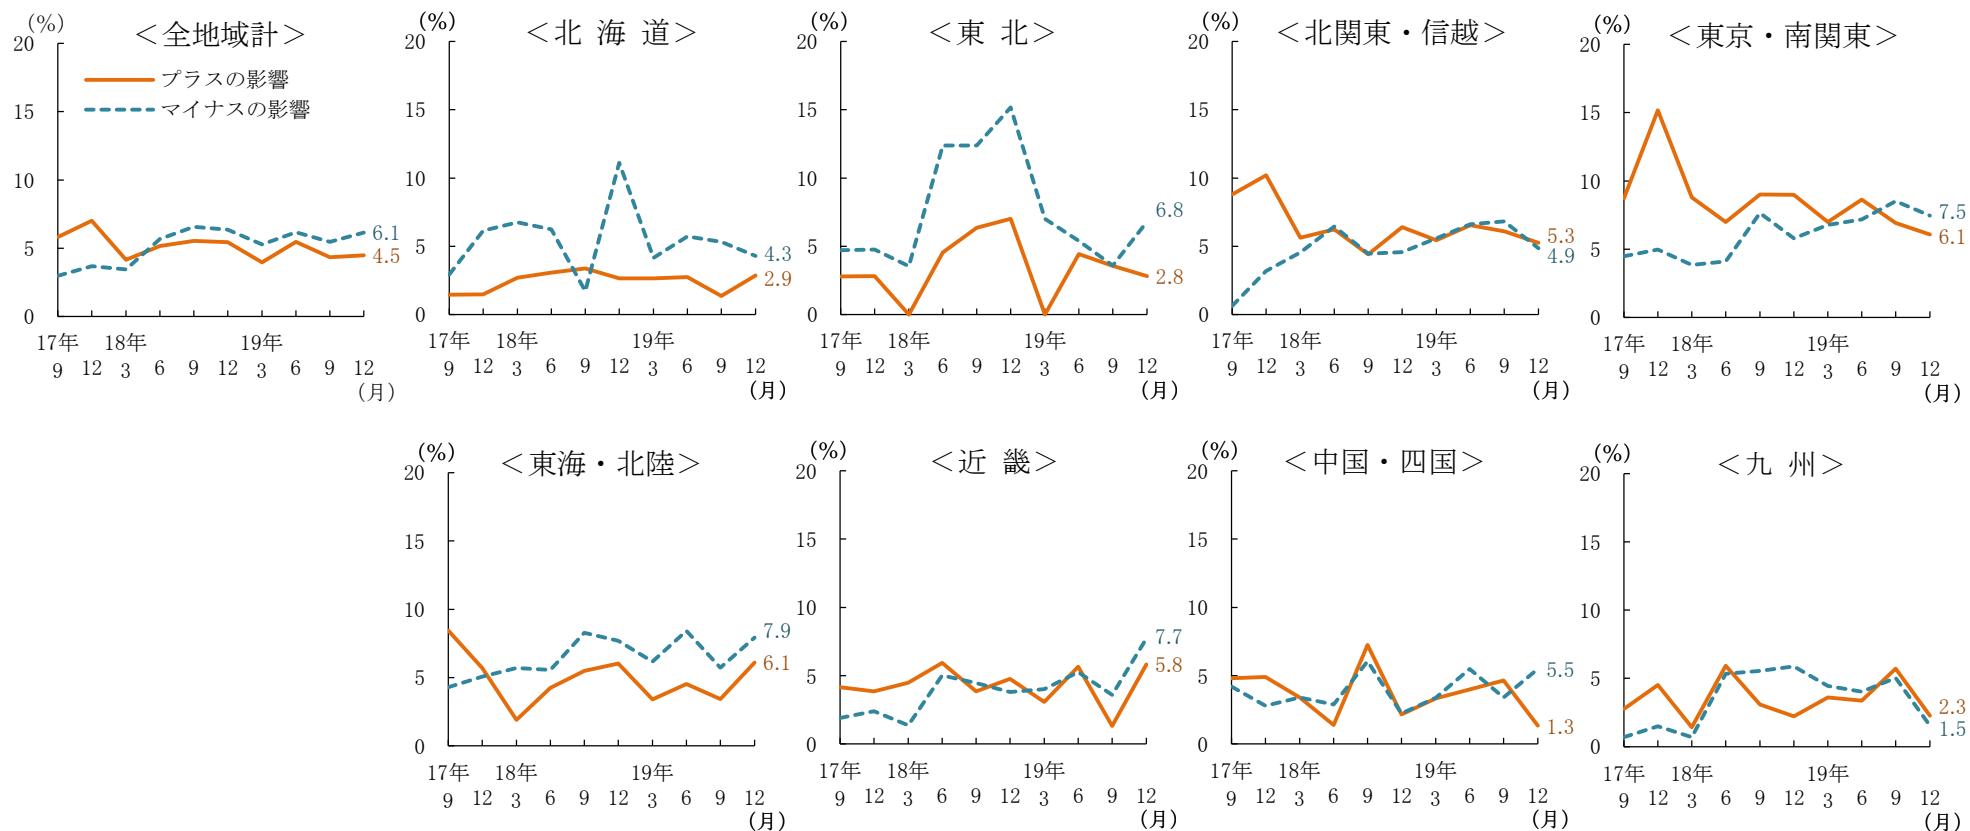 (%)
＜全地域計＞
プラスの影響
マイナスの影響
20
15
10
5
0
6.1
4.5
17年 18年 19年
9 12 3 6 9 12 3 6 9 12
(月)
(%)
＜北 海 道＞
20
15
10
5
0
4.3
2.9
17年 18年 19年
9 12 3 6 9 12 3 6 9 12
(月)
(%)
＜東 北＞
20
15
10
5
0
6.8
2.8
17年 18年 19年
9 12 3 6 9 12 3 6 9 12
(月)
(%)
＜北関東・信越＞
20
15
10
5
0
5.3
4.9
17年 18年 19年
9 12 3 6 9 12 3 6 9 12
(月)
(%)
＜東京・南関東＞
20
15
10
5
0
7.5
6.1
17年 18年 19年
9 12 3 6 9 12 3 6 9 12
(月)
(%)
＜東海・北陸＞
20
15
10
5
0
7.9
6.1
17年 18年 19年
9 12 3 6 9 12 3 6 9 12
(月)
(%)
＜近 畿＞
20
15
10
5
0
7.7
5.8
17年 18年 19年
9 12 3 6 9 12 3 6 9 12
(月)
(%)
＜中国・四国＞
20
15
10
5
0
5.5
1.3
17年 18年 19年
9 12 3 6 9 12 3 6 9 12
(月)
(%)
＜九 州＞
20
15
10
5
0
2.3
1.5
17年 18年 19年
9 12 3 6 9 12 3 6 9 12
(月)